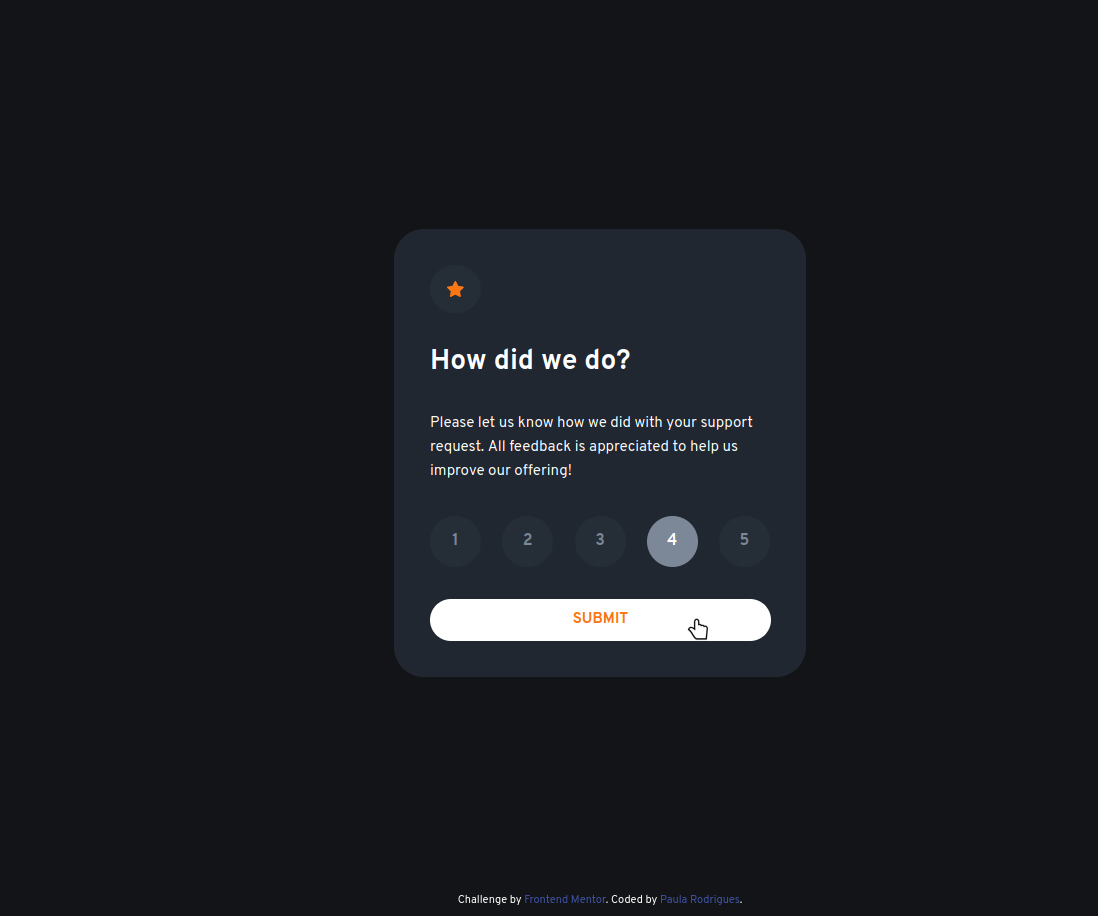 How did we do?
Please let us know how we did with your support
request. All feedback is appreciated to help us
improve our offering!
1 2 3 4 5
SUBMIT
Challenge by Frontend Mentor. Coded by Paula Rodrigues.